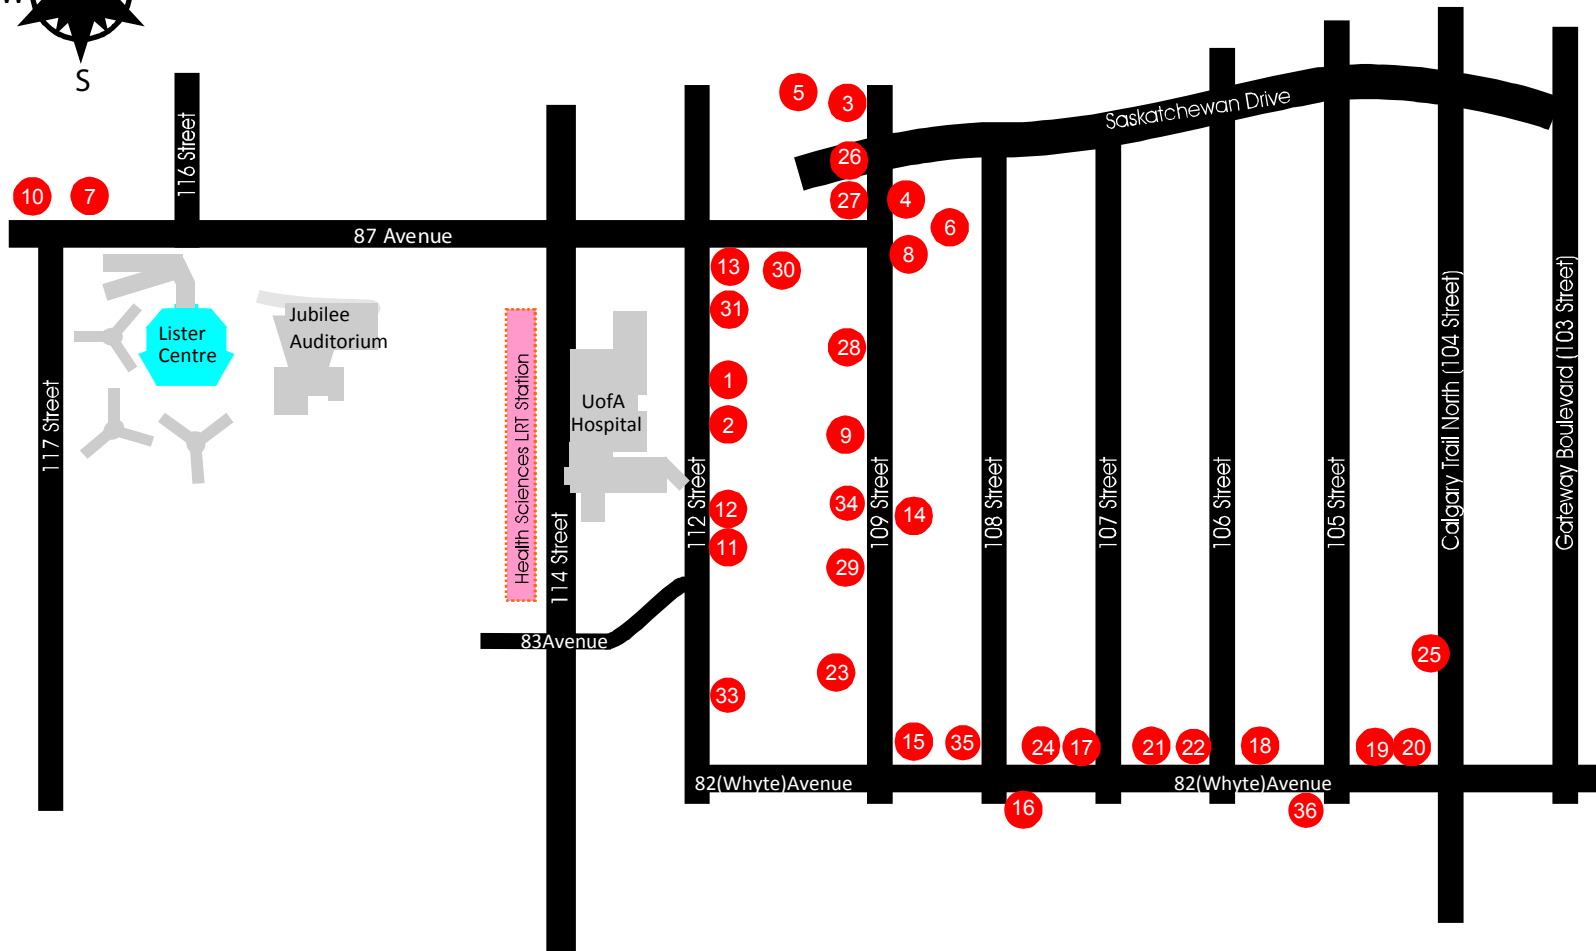 W
S
5
3
116 Street
Saskatchewan Drive
26
10
7
27
4
6
87 Avenue
8
13
30
31
Jubilee
Auditorium
Lister
Centre
28
1
UofA
Hospital
2
9
117 Street
Health Sciences LRT Station
114 Street
112 Street
109 Street
108 Street
107 Street
106 Street
105 Street
Calgary Trail North (104 Street)
Gateway Boulevard (103 Street)
12
34
14
11
29
83Avenue
25
23
33
15
35
24
17
21
22
18
19
20
82(Whyte)Avenue
82(Whyte)Avenue
16
36